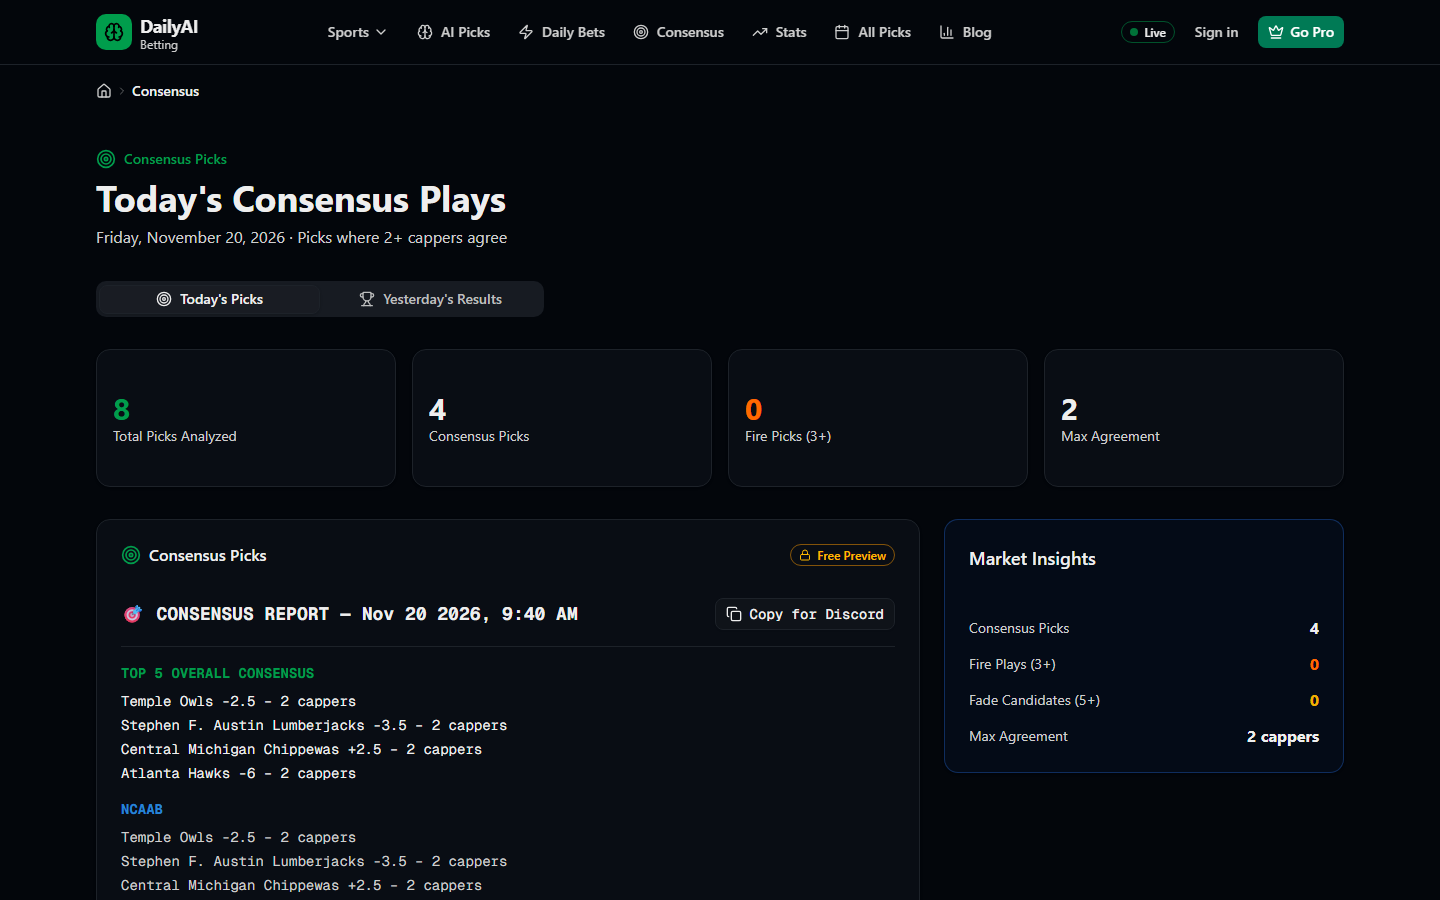 DailyAI
Betting
Sports
AI Picks
Daily Bets
Consensus
Stats
All Picks
Blog
Live
Sign in
Go Pro
Consensus
Consensus Picks
Today's Consensus Plays
Friday, November 20, 2026 · Picks where 2+ cappers agree
Today's Picks
Yesterday's Results
8
Total Picks Analyzed
4
Consensus Picks
0
Fire Picks (3+)
2
Max Agreement
Consensus Picks
Free Preview
CONSENSUS REPORT — Nov 20 2026, 9:40 AM
Copy for Discord
TOP 5 OVERALL CONSENSUS
Temple Owls -2.5 – 2 cappers
Stephen F. Austin Lumberjacks -3.5 – 2 cappers
Central Michigan Chippewas +2.5 – 2 cappers
Atlanta Hawks -6 – 2 cappers
NCAAB
Temple Owls -2.5 – 2 cappers
Stephen F. Austin Lumberjacks -3.5 – 2 cappers
Central Michigan Chippewas +2.5 – 2 cappers
Market Insights
Consensus Picks 4
Fire Plays (3+) 0
Fade Candidates (5+) 0
Max Agreement 2 cappers